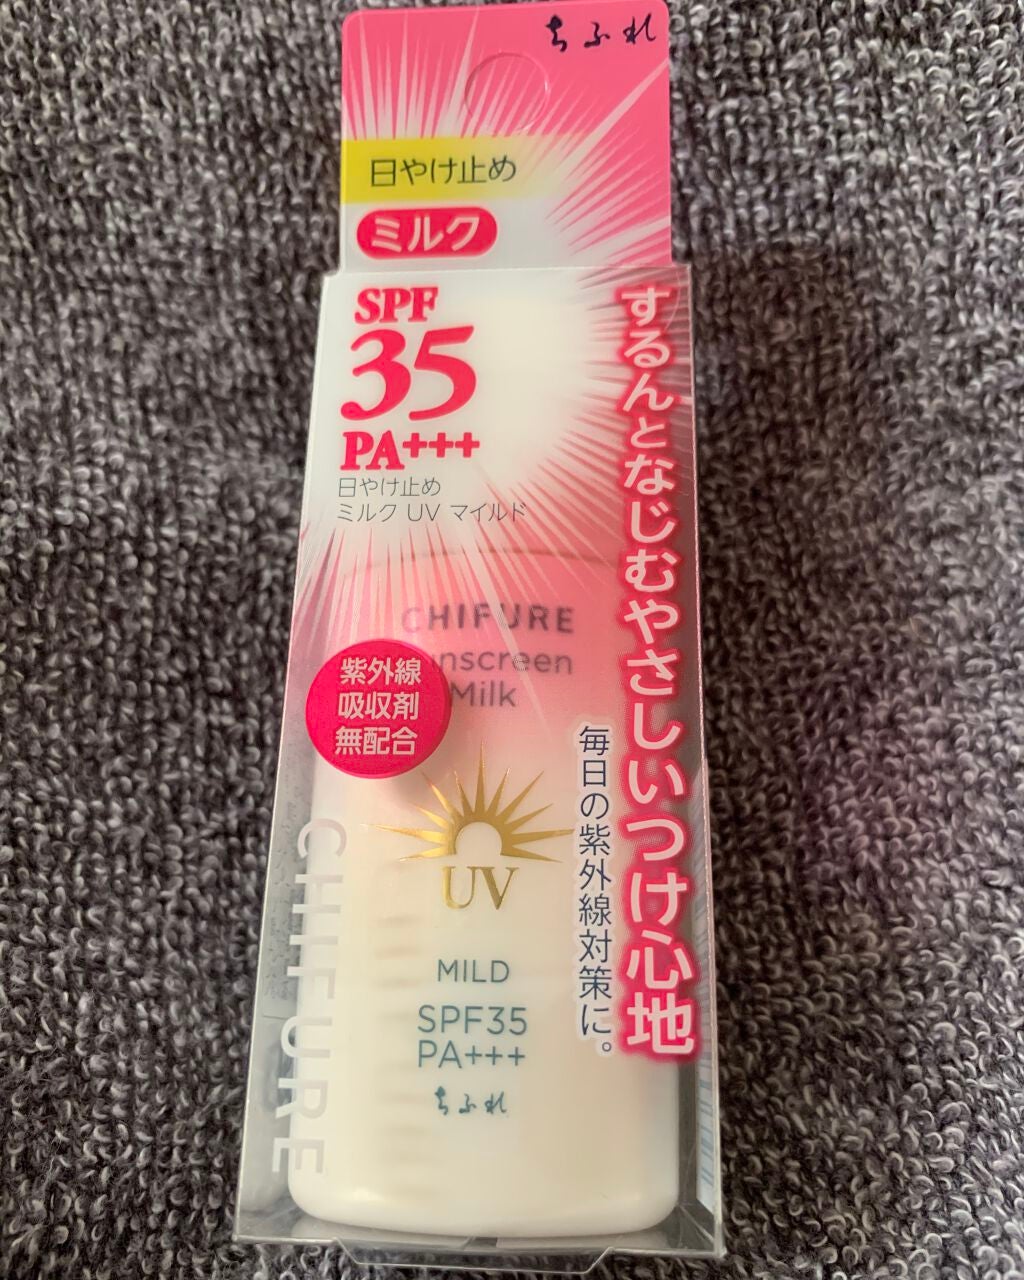 ちふれ
日やけ止め
ミルク
SPF
35
PA+++
日やけ止め
ミルク UV マイルド
するんとなじむやさしいつけ心地
毎日の紫外線対策に。
CHIFURE
unscreen
Milk
紫外線
吸収剤
無配合
UV
MILD
SPF35
PA+++
ちふれ
CHIFURE